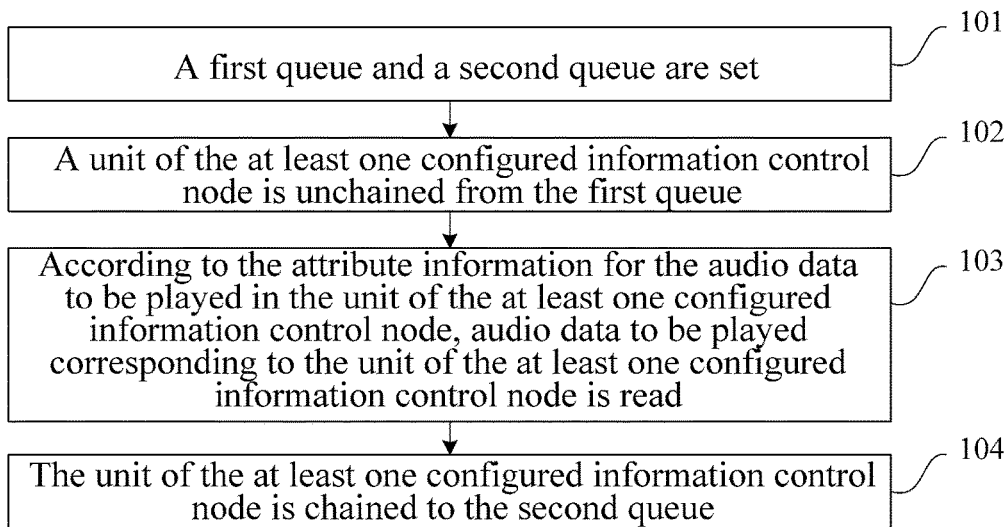 101
A first queue and a second queue are set
102
A unit of the at least one configured information control
node is unchained from the first queue
103
According to the attribute information for the audio data
to be played in the unit of the at least one configured
information control node, audio data to be played
corresponding to the unit of the at least one configured
information control node is read
104
The unit of the at least one configured information control
node is chained to the second queue